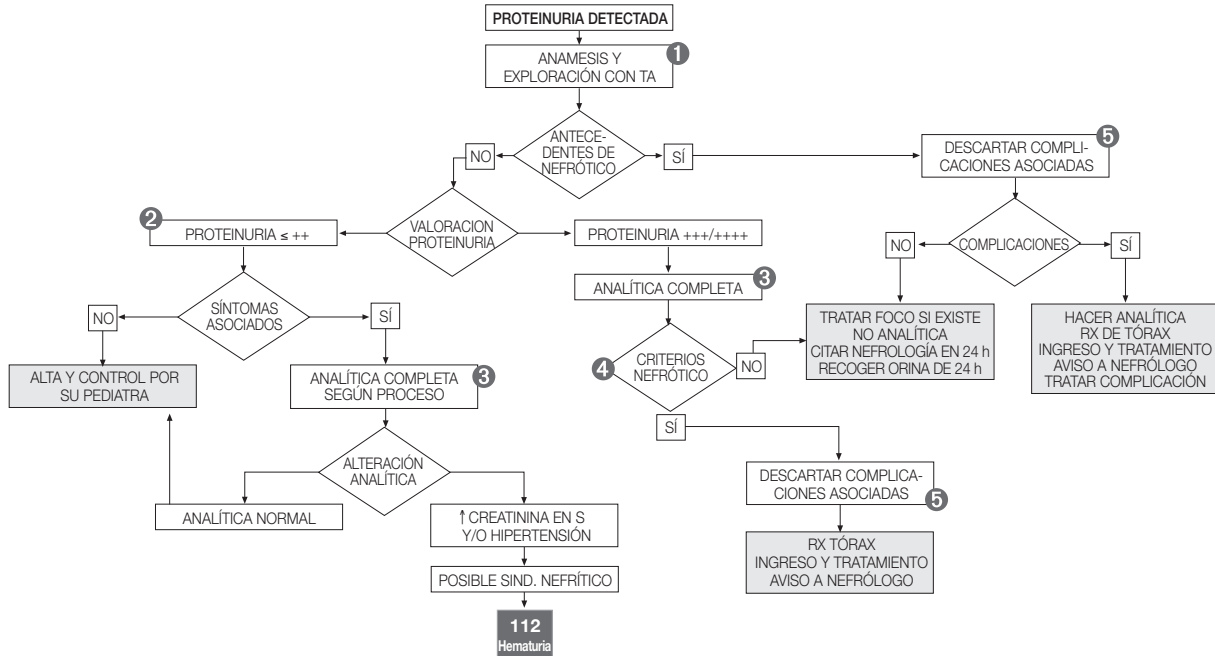 PROTEINURIA DETECTADA
1
ANAMESIS Y
EXPLORACIÓN CON TA
ANTECE-
DENTES DE
NEFRÓTICO
NO
SÍ
5
DESCARTAR COMPLI-
CACIONES ASOCIADAS
2
PROTEINURIA ≤ ++
VALORACION
PROTEINURIA
PROTEINURIA +++/++++
NO
COMPLICACIONES
SÍ
SÍNTOMAS
ASOCIADOS
NO
SÍ
ANALÍTICA COMPLETA
3
TRATAR FOCO SI EXISTE
NO ANALÍTICA
CITAR NEFROLOGÍA EN 24 h
RECOGER ORINA DE 24 h
HACER ANALÍTICA
RX DE TÓRAX
INGRESO Y TRATAMIENTO
AVISO A NEFRÓLOGO
TRATAR COMPLICACIÓN
ALTA Y CONTROL POR
SU PEDIATRA
ANALÍTICA COMPLETA
SEGÚN PROCESO
3
4
CRITERIOS
NEFRÓTICO
NO
SÍ
ALTERACIÓN
ANALÍTICA
DESCARTAR COMPLICA-
CIONES ASOCIADAS
5
ANALÍTICA NORMAL
↑ CREATININA EN S
Y/O HIPERTENSIÓN
RX TÓRAX
INGRESO Y TRATAMIENTO
AVISO A NEFRÓLOGO
POSIBLE SIND. NEFRÍTICO
112
Hematuria